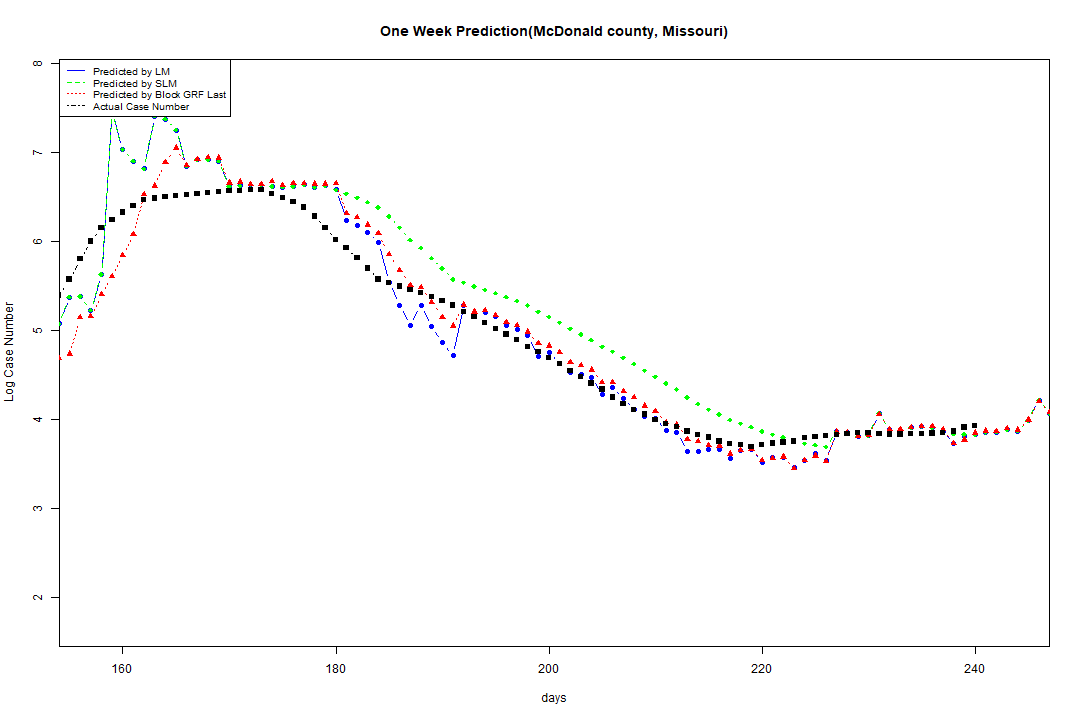 One Week Prediction(McDonald county, Missouri)
Predicted by LM
Predicted by SLM
Predicted by Block GRF Last
Actual Case Number
8
7
6
5
4
3
2
Log Case Number
160 180 200 220 240
days